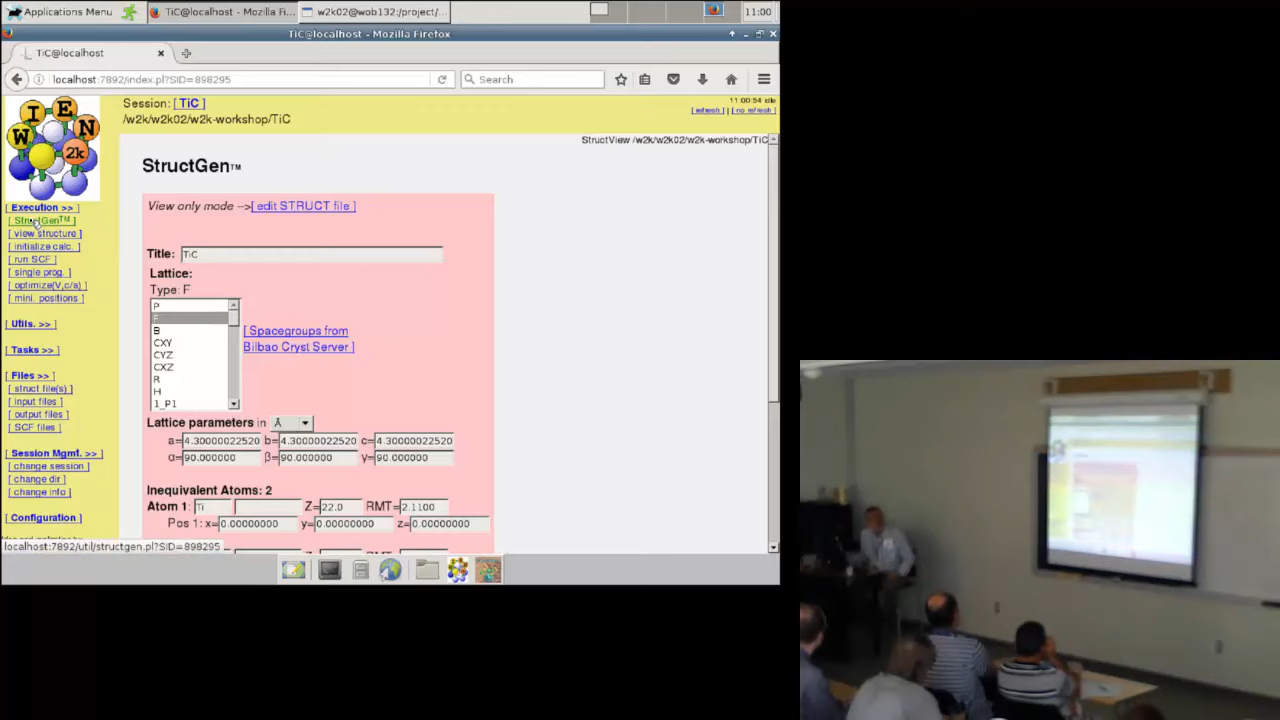 Applications Menu
TiC@localhost - Mozilla Fi...
w2k02@wob132:/project/...
11:00
TiC@localhost - Mozilla Firefox
TiC@localhost
localhost:7892/index.pl?SID=898295
Search
W I E N 2k
Session: [ TiC ]
/w2k/w2k02/w2k-workshop/TiC
11:00:54 idle
[ refresh ] | [ no refresh ]
StructView /w2k/w2k02/w2k-workshop/TiC
[ Execution >> ]
[ StructGen™ ]
[ view structure ]
[ initialize calc. ]
[ run SCF ]
[ single prog. ]
[ optimize(V,c/a) ]
[ mini. positions ]
[ Utils. >> ]
[ Tasks >> ]
[ Files >> ]
[ struct file(s) ]
[ input files ]
[ output files ]
[ SCF files ]
[ Session Mgmt. >> ]
[ change session ]
[ change dir ]
[ change info ]
[ Configuration ]
StructGen™
View only mode -->[ edit STRUCT file ]
Title: TiC
Lattice:
Type: F
P
F
B
CXY
CYZ
CXZ
R
H
1_P1
[ Spacegroups from
Bilbao Cryst Server ]
Lattice parameters in Å
a=4.30000022520 b=4.30000022520 c=4.30000022520
α=90.000000 β=90.000000 γ=90.000000
Inequivalent Atoms: 2
Atom 1: Ti Z=22.0 RMT=2.1100
Pos 1: x=0.00000000 y=0.00000000 z=0.00000000
localhost:7892/util/structgen.pl?SID=898295